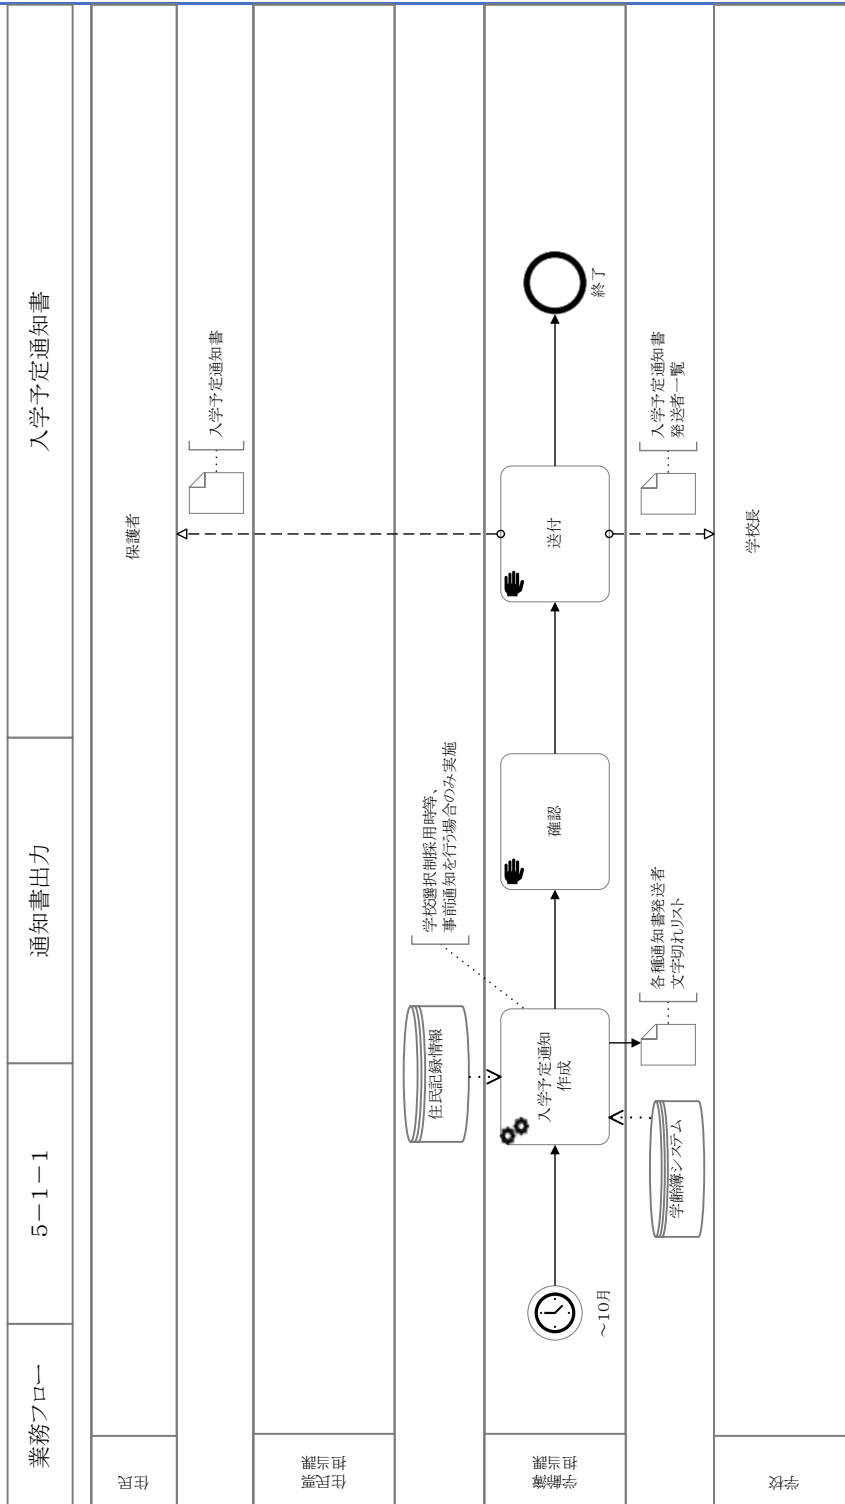 業務フロー
5-1-1
通知書出力
入学予定通知書
住民
保護者
入学予定通知書
住民票
担当課
住民記録情報
学校選択制採用時等、
事前通知を行う場合のみ実施
学齢簿
担当課
～10月
入学予定通知
作成
確認
送付
終了
学齢簿システム
各種通知書発送者
文字切れリスト
入学予定通知書
発送者一覧
学校
学校長